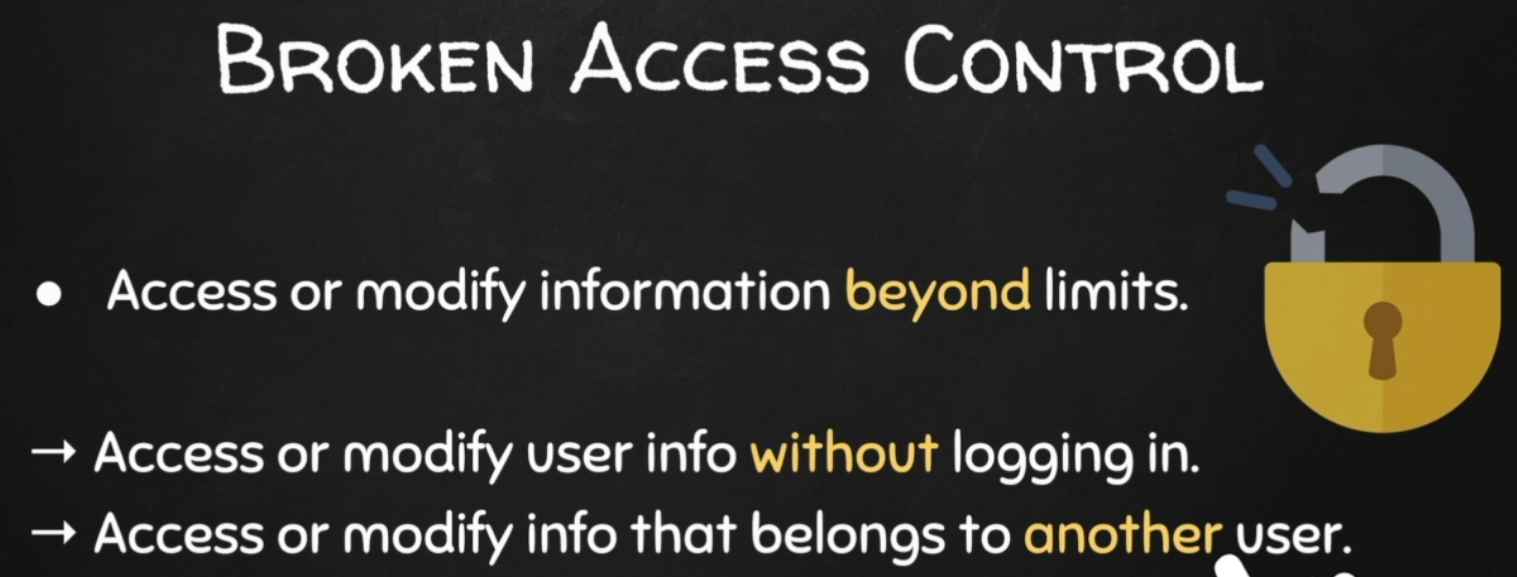 Broken Access Control
● Access or modify information beyond limits.
→ Access or modify user info without logging in.
→ Access or modify info that belongs to another user.